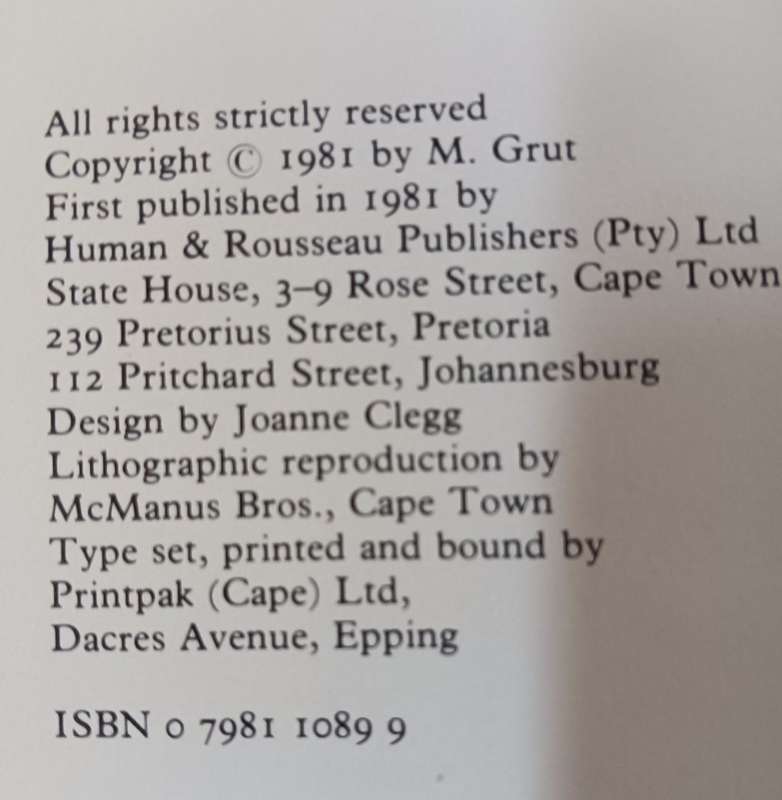 All rights strictly reserved
Copyright © 1981 by M. Grut
First published in 1981 by
Human & Rousseau Publishers (Pty) Ltd
State House, 3–9 Rose Street, Cape Town
239 Pretorius Street, Pretoria
112 Pritchard Street, Johannesburg
Design by Joanne Clegg
Lithographic reproduction by
McManus Bros., Cape Town
Type set, printed and bound by
Printpak (Cape) Ltd,
Dacres Avenue, Epping
ISBN 0 7981 1089 9